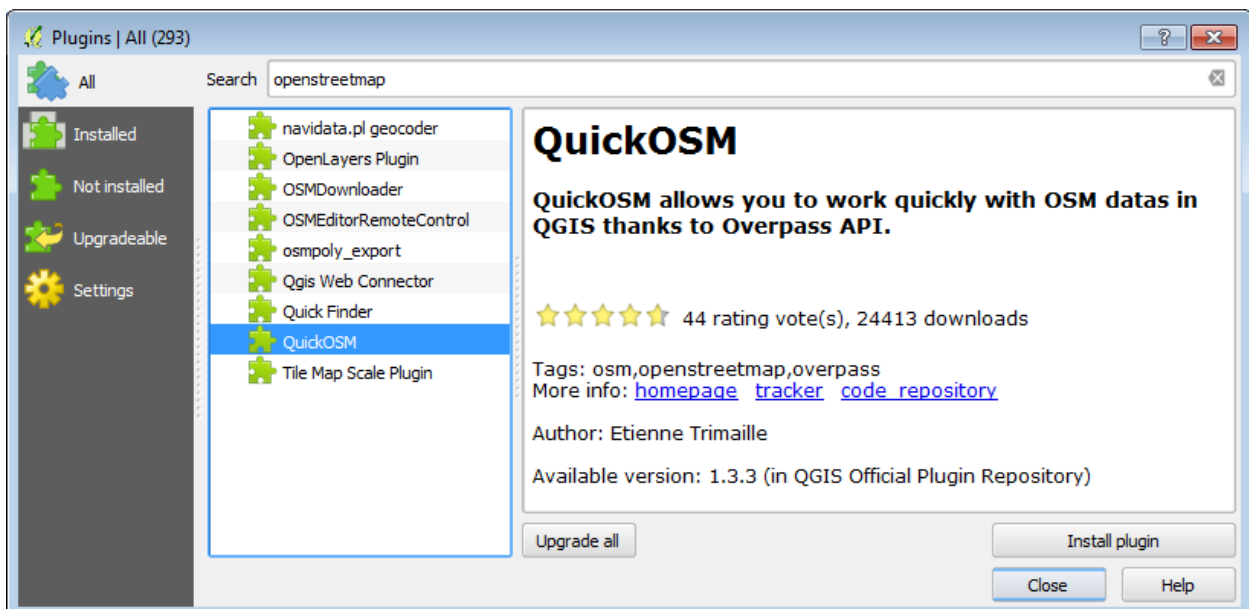 Plugins | All (293)
All
Installed
Not installed
Upgradeable
Settings
Search openstreetmap
navidata.pl geocoder
OpenLayers Plugin
OSMDownloader
OSMEditorRemoteControl
osmpoly_export
Qgis Web Connector
Quick Finder
QuickOSM
Tile Map Scale Plugin
QuickOSM
QuickOSM allows you to work quickly with OSM datas in
QGIS thanks to Overpass API.
44 rating vote(s), 24413 downloads
Tags: osm,openstreetmap,overpass
More info: homepage tracker code_repository
Author: Etienne Trimaille
Available version: 1.3.3 (in QGIS Official Plugin Repository)
Upgrade all
Install plugin
Close
Help